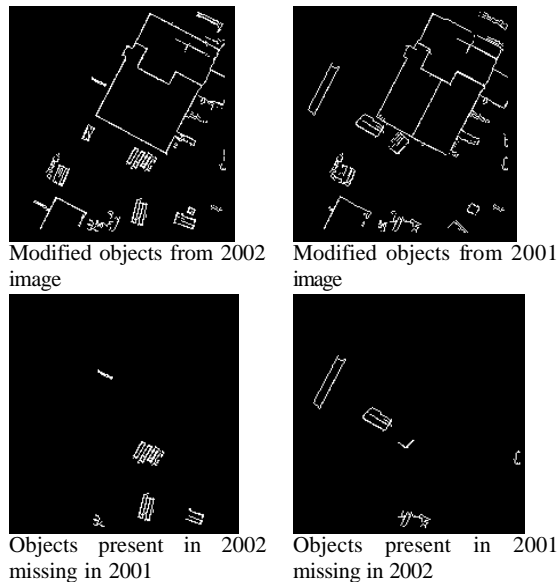 Modified objects from 2002
image
Modified objects from 2001
image
Objects present in 2002
missing in 2001
Objects present in 2001
missing in 2002